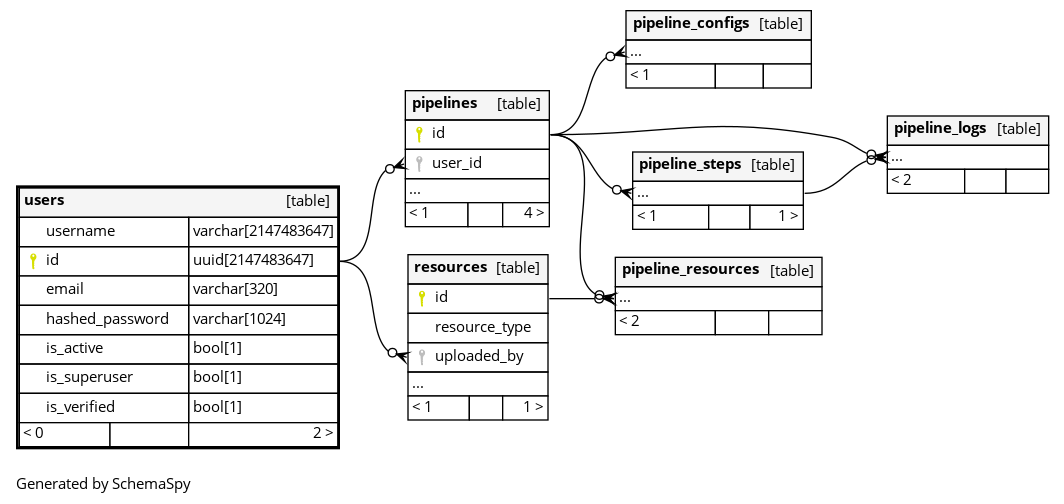 pipeline_configs [table]
...
< 1
pipelines [table]
id
user_id
...
< 1 4 >
pipeline_logs [table]
...
< 2
pipeline_steps [table]
...
< 1 1 >
users [table]
username varchar[2147483647]
id uuid[2147483647]
email varchar[320]
hashed_password varchar[1024]
is_active bool[1]
is_superuser bool[1]
is_verified bool[1]
< 0 2 >
resources [table]
id
resource_type
uploaded_by
...
< 1 1 >
pipeline_resources [table]
...
< 2
Generated by SchemaSpy